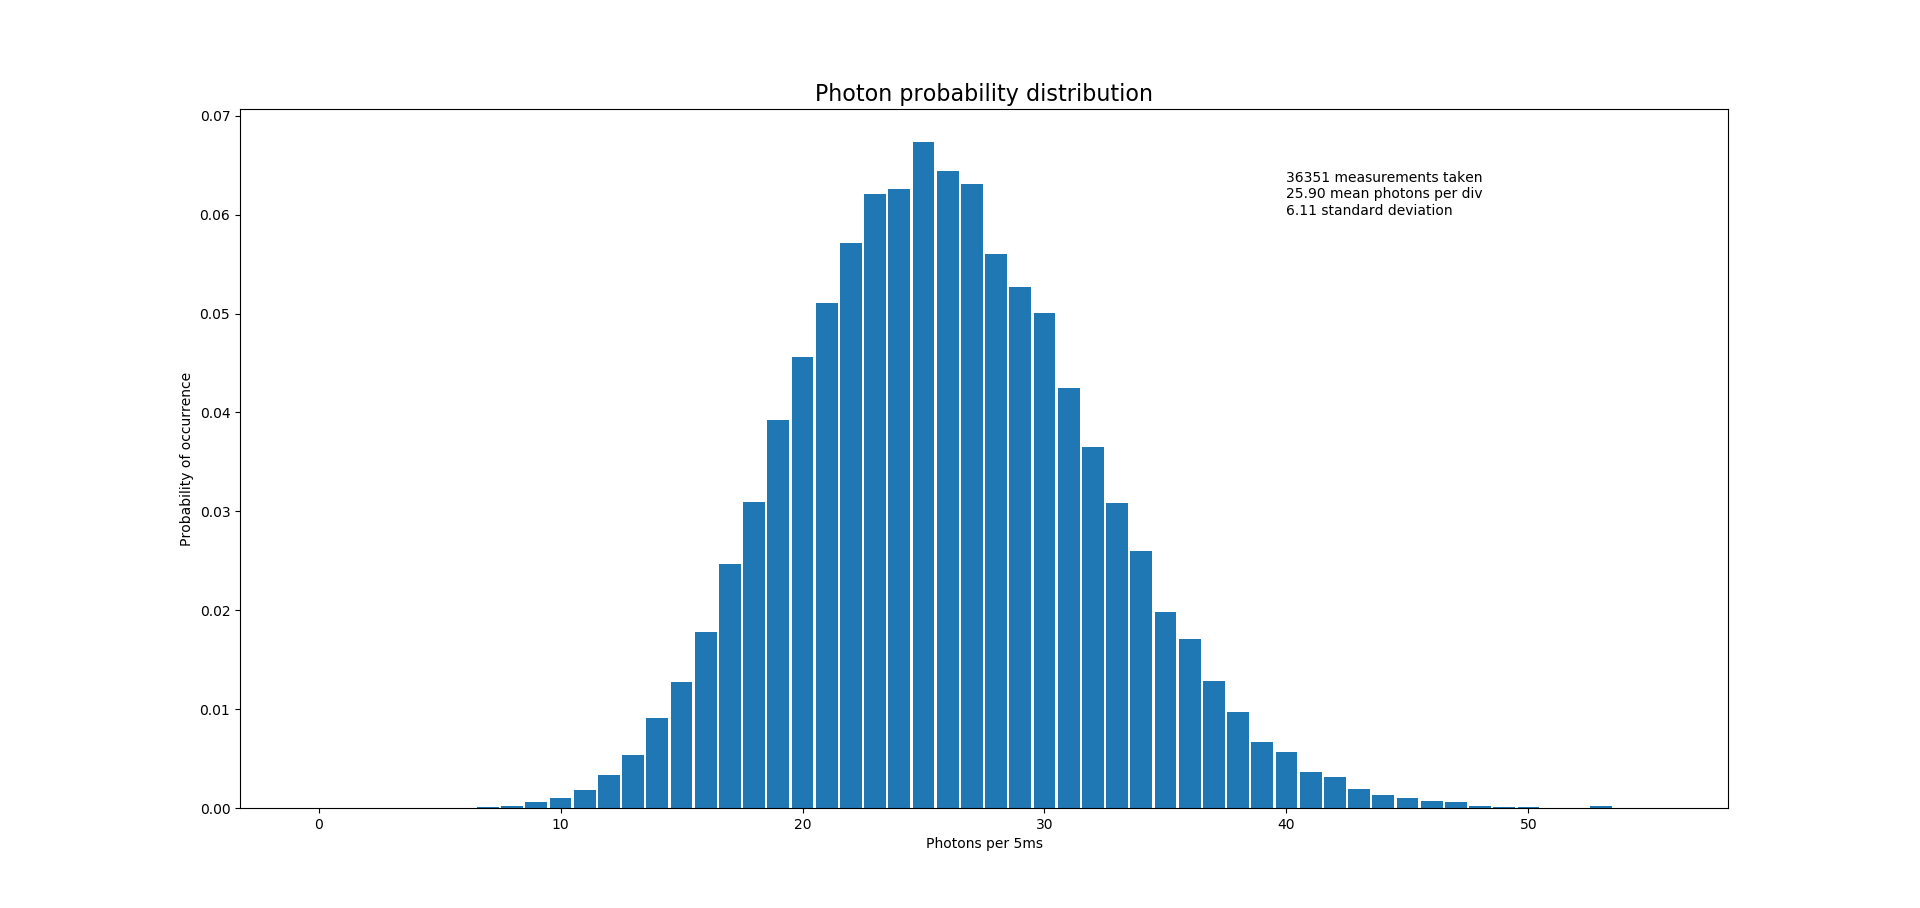 Photon probability distribution
0.07
0.06
0.05
0.04
0.03
0.02
0.01
0.00
Probability of occurrence
36351 measurements taken
25.90 mean photons per div
6.11 standard deviation
0 10 20 30 40 50
Photons per 5ms